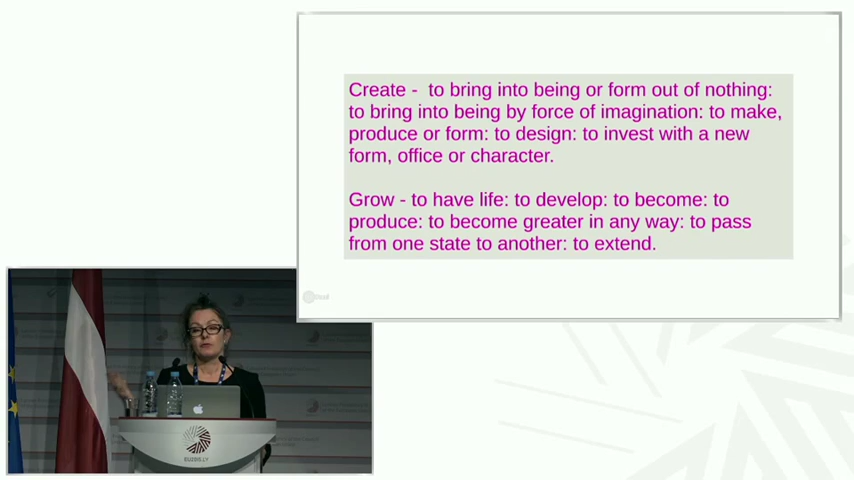 Create - to bring into being or form out of nothing:
to bring into being by force of imagination: to make,
produce or form: to design: to invest with a new
form, office or character.
Grow - to have life: to develop: to become: to
produce: to become greater in any way: to pass
from one state to another: to extend.
EU2015.LV